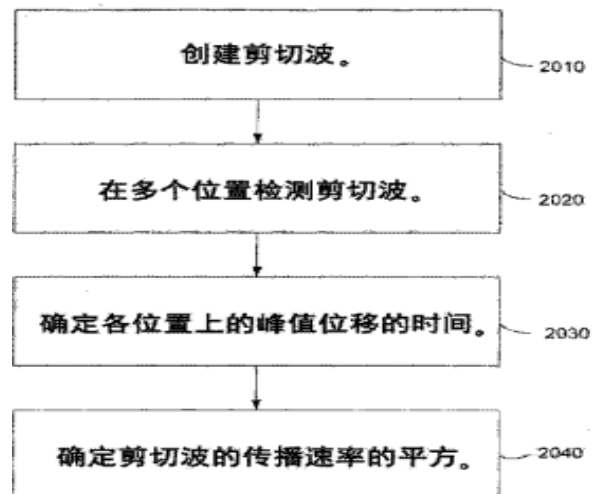 创建剪切波。
2010
在多个位置检测剪切波。
2020
确定各位置上的峰值位移的时间。
2030
确定剪切波的传播速率的平方。
2040